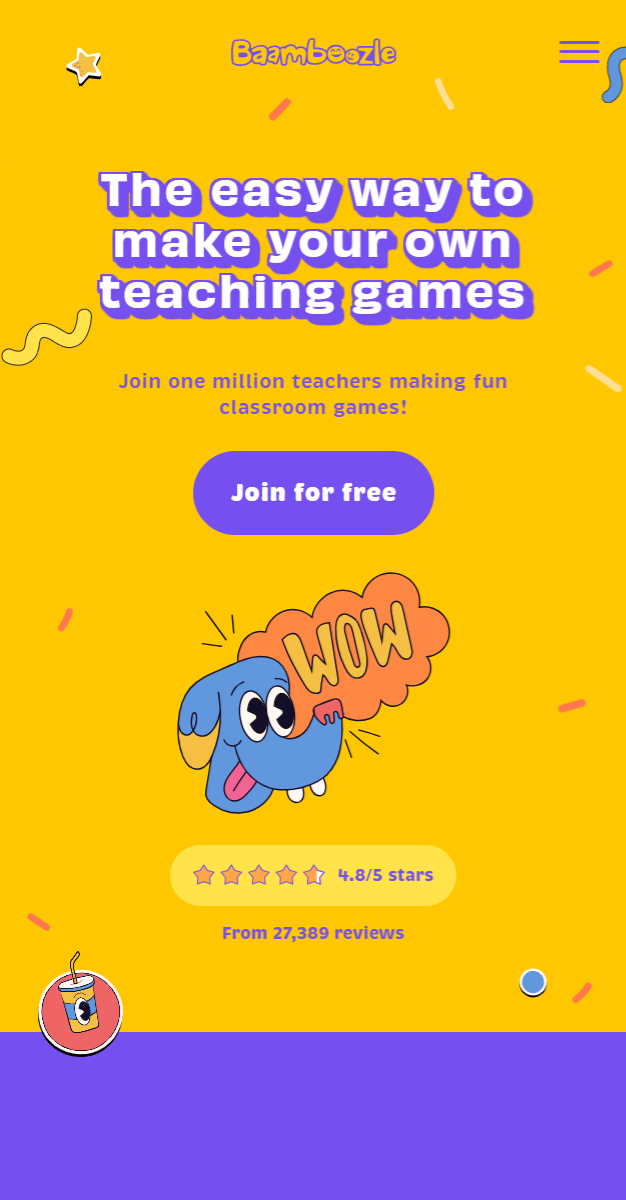 Baamboozle
The easy way to
make your own
teaching games
Join one million teachers making fun
classroom games!
Join for free
WOW
4.8/5 stars
From 27,389 reviews